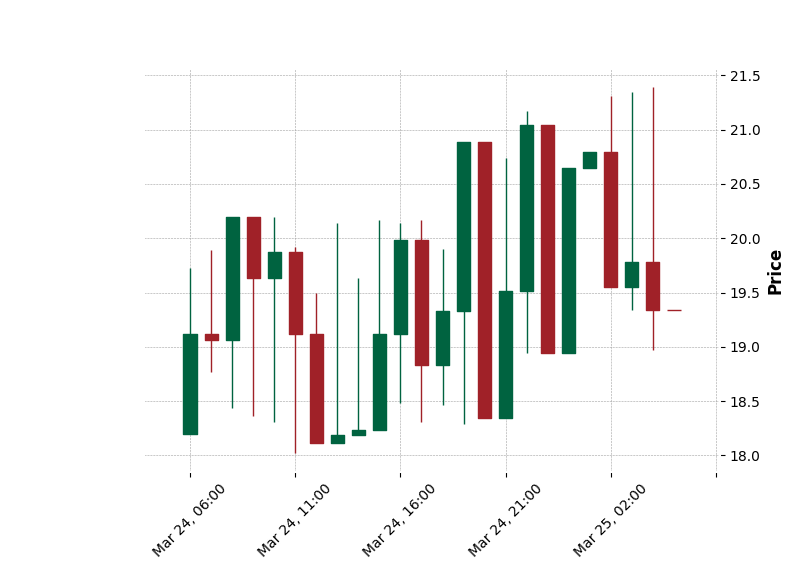 21.5
21.0
20.5
20.0
19.5
19.0
18.5
18.0
Price
Mar 24, 06:00
Mar 24, 11:00
Mar 24, 16:00
Mar 24, 21:00
Mar 25, 02:00